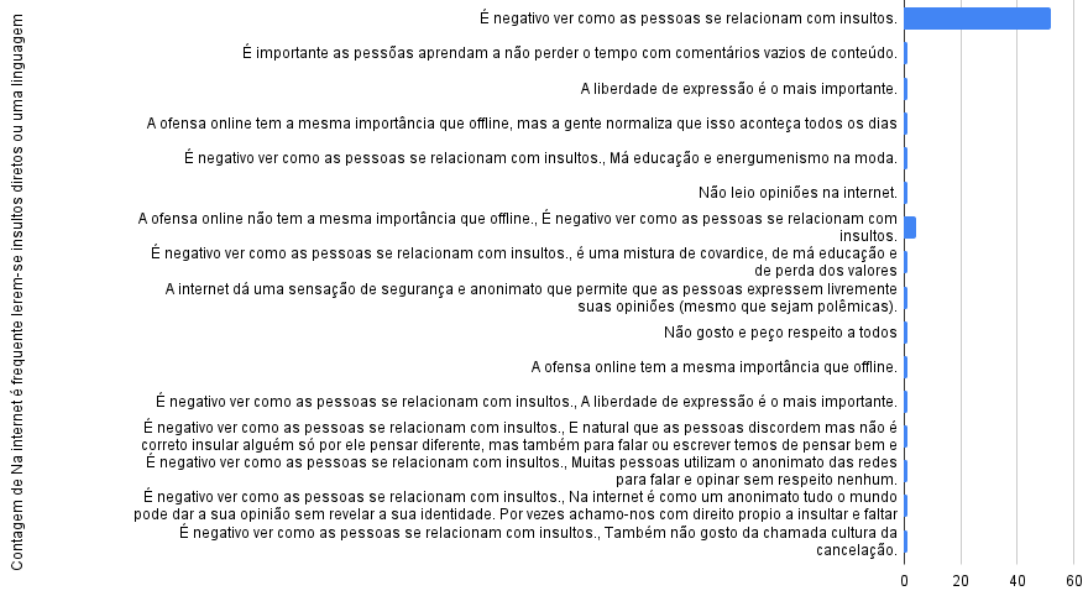 Contagem de Na internet é frequente lerem-se insultos diretos ou uma linguagem
É negativo ver como as pessoas se relacionam com insultos.
É importante as pessõas aprendam a não perder o tempo com comentários vazios de conteúdo.
A liberdade de expressão é o mais importante.
A ofensa online tem a mesma importância que offline, mas a gente normaliza que isso aconteça todos os dias
É negativo ver como as pessoas se relacionam com insultos., Má educação e energumenismo na moda.
Não leio opiniões na internet.
A ofensa online não tem a mesma importância que offline., É negativo ver como as pessoas se relacionam com
insultos.
É negativo ver como as pessoas se relacionam com insultos., é uma mistura de covardice, de má educação e
de perda dos valores
A internet dá uma sensação de segurança e anonimato que permite que as pessoas expressem livremente
suas opiniões (mesmo que sejam polêmicas).
Não gosto e peço respeito a todos
A ofensa online tem a mesma importância que offline.
É negativo ver como as pessoas se relacionam com insultos., A liberdade de expressão é o mais importante.
É negativo ver como as pessoas se relacionam com insultos., E natural que as pessoas discordem mas não é
correto insular alguém só por ele pensar diferente, mas também para falar ou escrever temos de pensar bem e
É negativo ver como as pessoas se relacionam com insultos., Muitas pessoas utilizam o anonimato das redes
para falar e opinar sem respeito nenhum.
É negativo ver como as pessoas se relacionam com insultos., Na internet é como um anonimato tudo o mundo
pode dar a sua opinião sem revelar a sua identidade. Por vezes achamo-nos com direito propio a insultar e faltar
É negativo ver como as pessoas se relacionam com insultos., Também não gosto da chamada cultura da
cancelação.
0 20 40 60